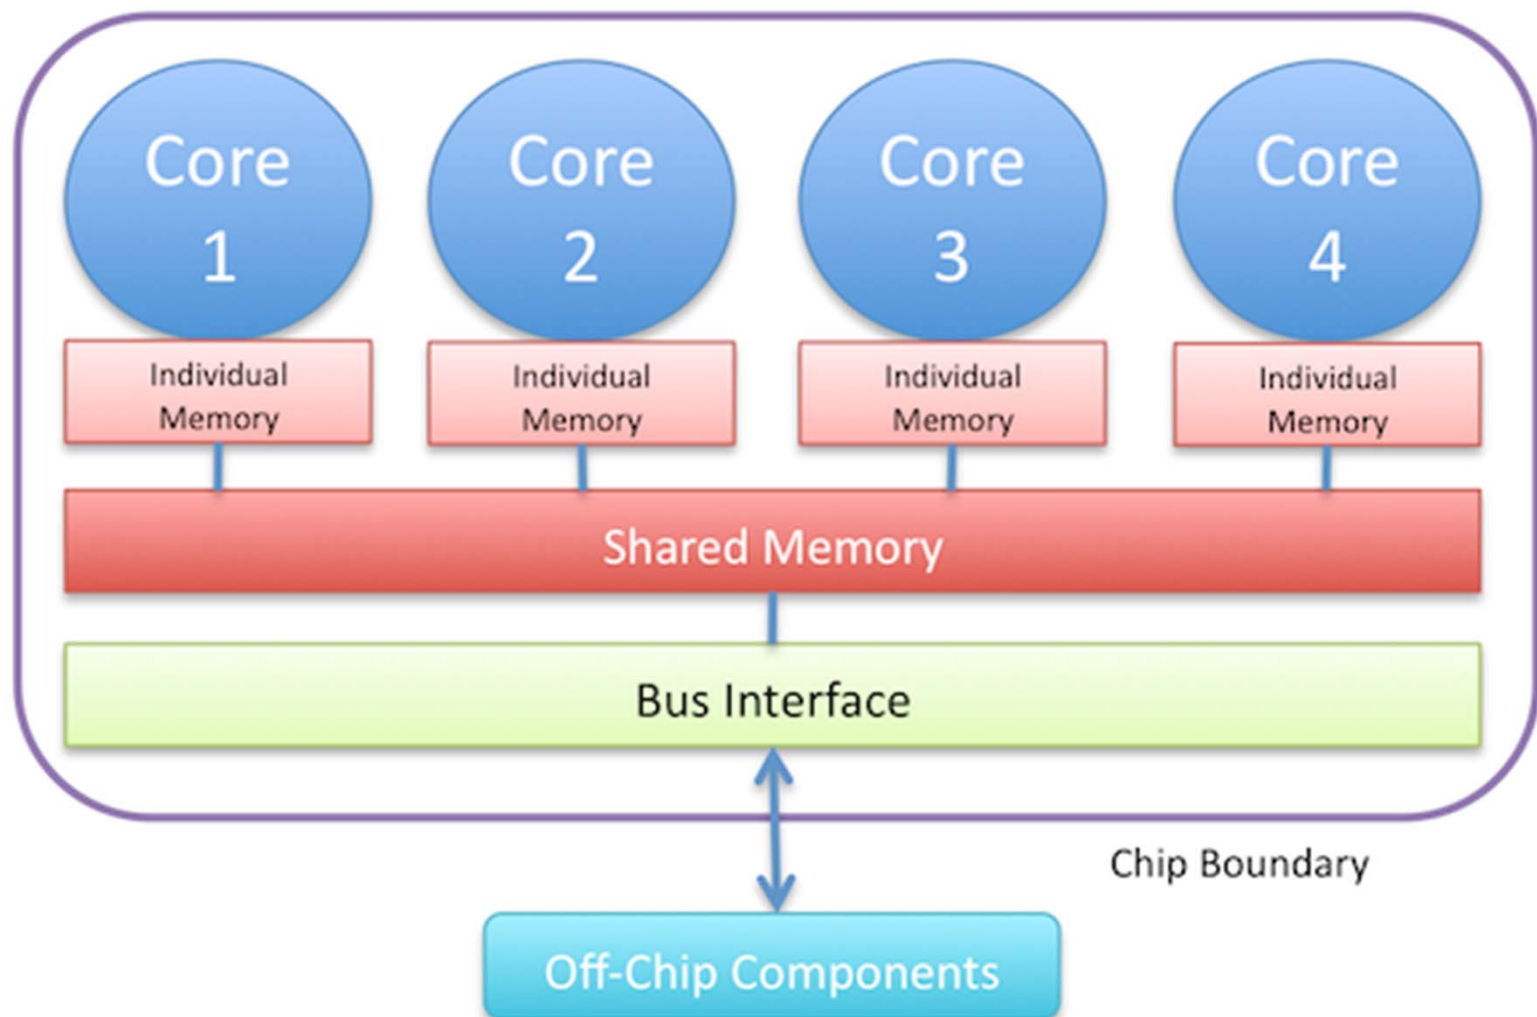 Core
1
Core
2
Core
3
Core
4
Individual
Memory
Individual
Memory
Individual
Memory
Individual
Memory
Shared Memory
Bus Interface
Chip Boundary
Off-Chip Components